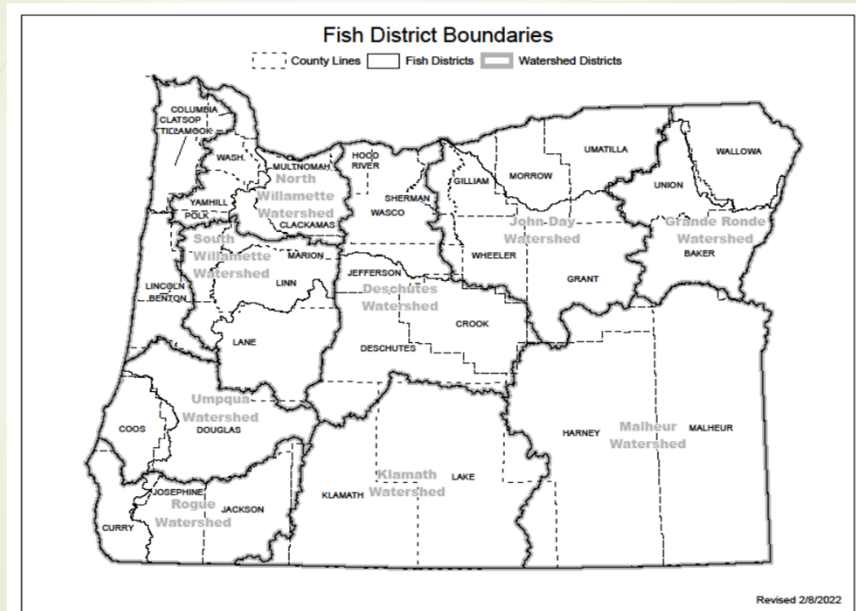 Fish District Boundaries
County Lines Fish Districts Watershed Districts
COLUMBIA
CLATSOP
TILLAMOOK
WASH.
MULTNOMAH
HOOD
RIVER
North
Willamette
Watershed
YAMHILL
POLK
CLACKAMAS
SHERMAN
WASCO
GILLIAM
MORROW
UMATILLA
UNION
WALLOWA
South
Willamette
Watershed
MARION
LINN
LINCOLN
BENTON
LANE
JEFFERSON
Deschutes
Watershed
CROOK
DESCHUTES
John Day
Watershed
WHEELER
GRANT
Grande Ronde
Watershed
BAKER
Umpqua
Watershed
DOUGLAS
COOS
CURRY
JOSEPHINE
Rogue
Watershed
JACKSON
KLAMATH
Klamath
Watershed
LAKE
HARNEY
Malheur
Watershed
MALHEUR
Revised 2/8/2022